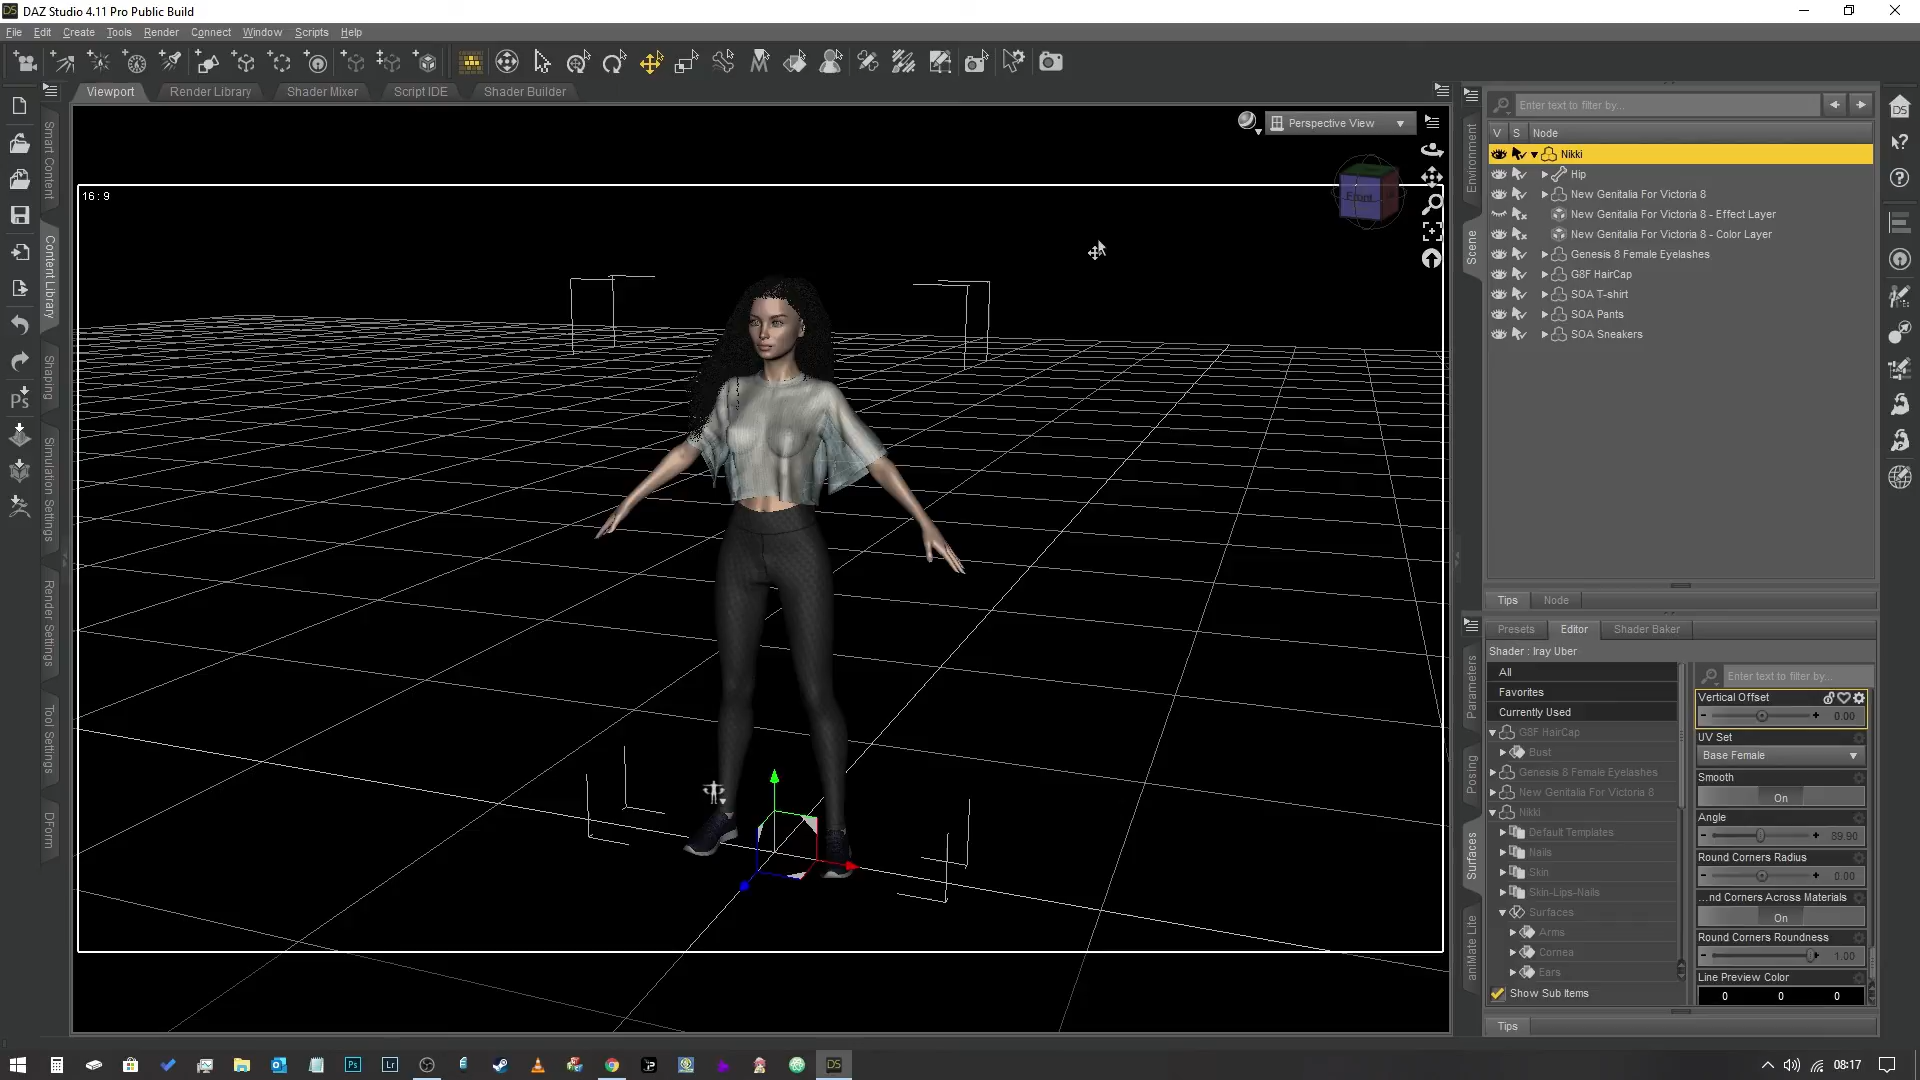 DAZ Studio 4.11 Pro Public Build
File Edit Create Tools Render Connect Window Scripts Help
Viewport Render Library Shader Mixer Script IDE Shader Builder
Smart Content
Content Library
Shaping
Simulation Settings
Render Settings
Tool Settings
DForm
16 : 9
Perspective View
Front
Environment
Scene
Enter text to filter by...
V S Node
Nikki
Hip
New Genitalia For Victoria 8
New Genitalia For Victoria 8 - Effect Layer
New Genitalia For Victoria 8 - Color Layer
Genesis 8 Female Eyelashes
G8F HairCap
SOA T-shirt
SOA Pants
SOA Sneakers
Tips Node
Presets Editor Shader Baker
Shader : Iray Uber
Parameters
Posing
Surfaces
aniMate Lite
All
Favorites
Currently Used
G8F HairCap
Bust
Genesis 8 Female Eyelashes
New Genitalia For Victoria 8
Nikki
Default Templates
Nails
Skin
Skin-Lips-Nails
Surfaces
Arms
Cornea
Ears
Show Sub Items
Enter text to filter by...
Vertical Offset
0.00
UV Set
Base Female
Smooth
On
Angle
89.90
Round Corners Radius
0.00
...nd Corners Across Materials
On
Round Corners Roundness
1.00
Line Preview Color
0 0 0
Tips
Ps
DS
Ps
Lr
DS
08:17